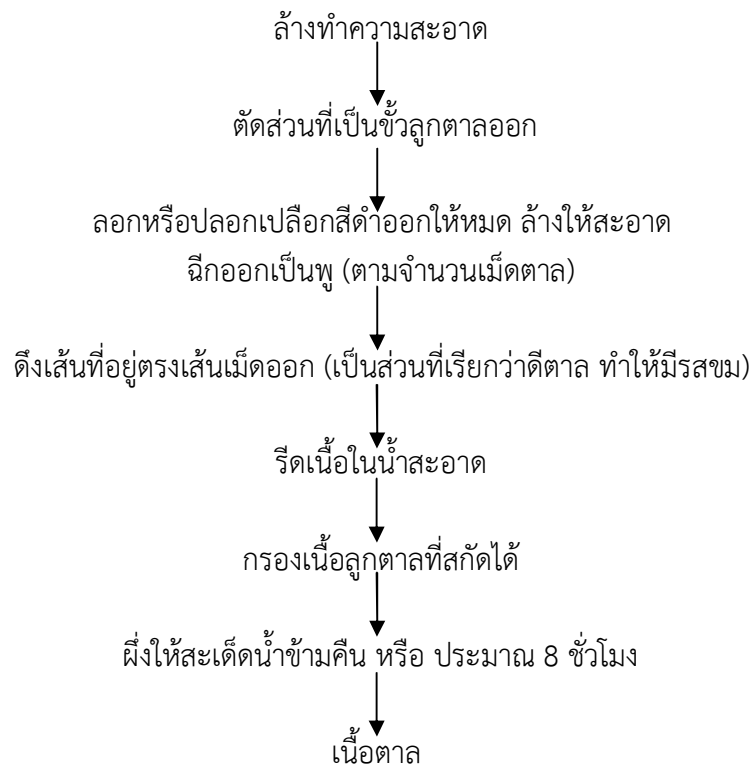 ล้างทำความสะอาด
ตัดส่วนที่เป็นขั้วลูกตาลออก
ลอกหรือปลอกเปลือกสีดำออกให้หมด ล้างให้สะอาด
ฉีกออกเป็นพู (ตามจำนวนเม็ดตาล)
ดึงเส้นที่อยู่ตรงเส้นเม็ดออก (เป็นส่วนที่เรียกว่าดีตาล ทำให้มีรสขม)
รีดเนื้อในน้ำสะอาด
กรองเนื้อลูกตาลที่สกัดได้
ผึ่งให้สะเด็ดน้ำข้ามคืน หรือ ประมาณ 8 ชั่วโมง
เนื้อตาล